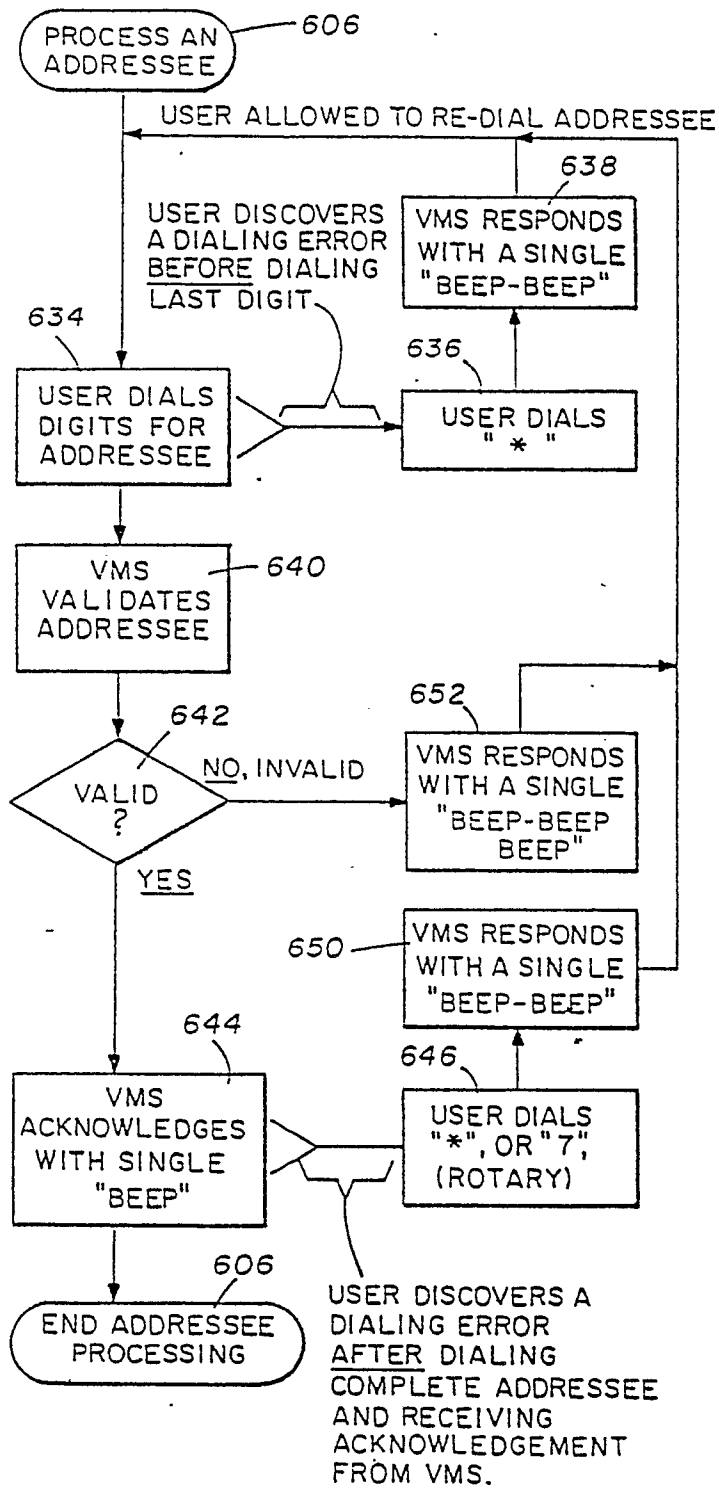 PROCESS AN
ADDRESSEE
606
USER ALLOWED TO RE-DIAL ADDRESSEE
638
VMS RESPONDS
WITH A SINGLE
"BEEP-BEEP"
USER DISCOVERS
A DIALING ERROR
BEFORE DIALING
LAST DIGIT
634
USER DIALS
DIGITS FOR
ADDRESSEE
636
USER DIALS
"*"
VMS
VALIDATES
ADDRESSEE
640
642
VALID
?
NO, INVALID
YES
652
VMS RESPONDS
WITH A SINGLE
"BEEP-BEEP
BEEP"
650
VMS RESPONDS
WITH A SINGLE
"BEEP-BEEP"
644
VMS
ACKNOWLEDGES
WITH SINGLE
"BEEP"
646
USER DIALS
"*", OR "7",
(ROTARY)
606
END ADDRESSEE
PROCESSING
USER DISCOVERS A
DIALING ERROR
AFTER DIALING
COMPLETE ADDRESSEE
AND RECEIVING
ACKNOWLEDGEMENT
FROM VMS.